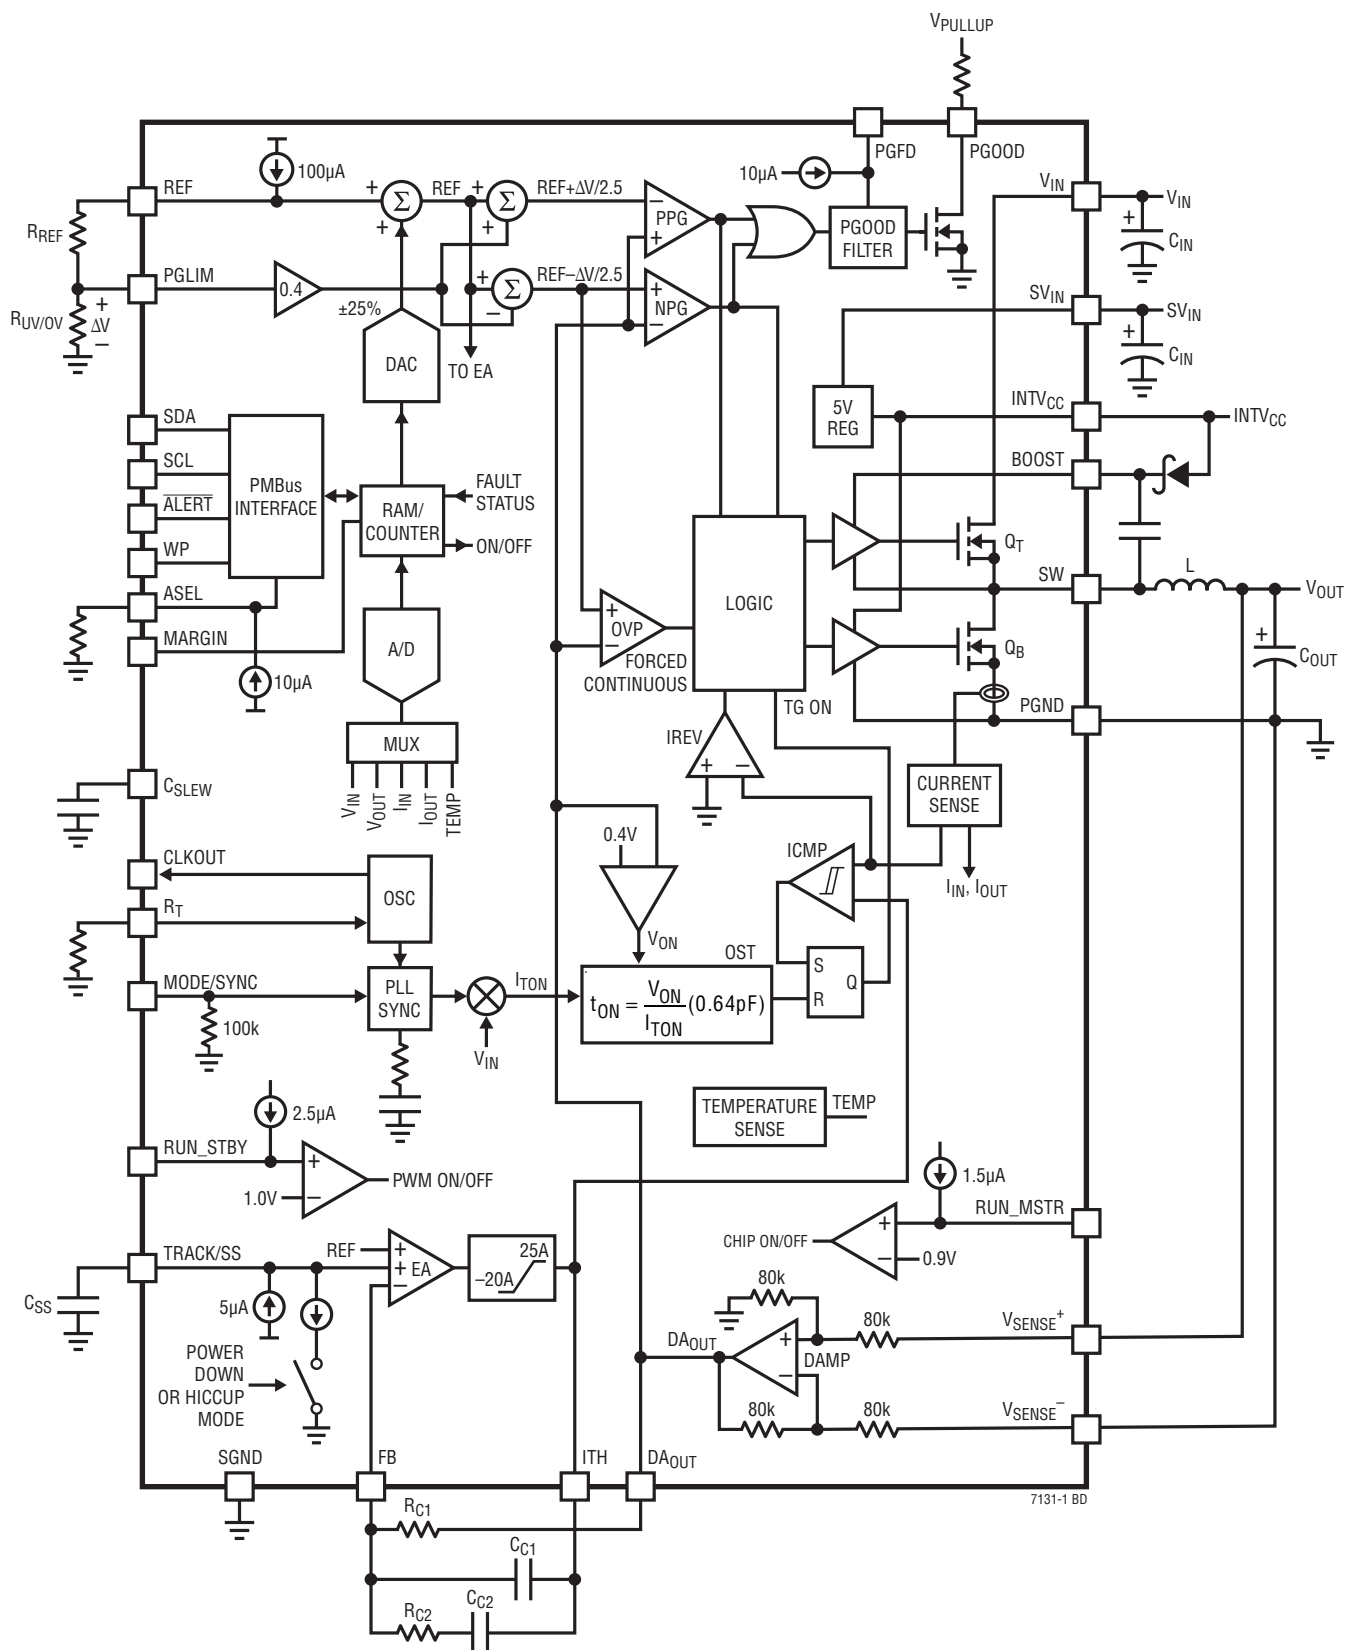 VPULLUP
PGFD
PGOOD
100µA
10µA
REF
REF
REF+ΔV/2.5
PPG
PGOOD
FILTER
VIN
VIN
CIN
RREF
PGLIM
0.4
REF–ΔV/2.5
NPG
±25%
RUV/OV
ΔV
DAC
TO EA
SVIN
SVIN
CIN
5V
REG
INTVCC
INTVCC
BOOST
SDA
SCL
ALERT
WP
ASEL
MARGIN
PMBus
INTERFACE
RAM/
COUNTER
FAULT
STATUS
ON/OFF
10µA
A/D
MUX
VIN
VOUT
IIN
IOUT
TEMP
OVP
FORCED
CONTINUOUS
LOGIC
TG ON
QT
QB
SW
L
VOUT
COUT
PGND
IREV
CURRENT
SENSE
IIN, IOUT
CSLEW
CLKOUT
OSC
RT
0.4V
ICMP
VON
OST
MODE/SYNC
100k
PLL
SYNC
ITON
VIN
tON = VON/ITON (0.64pF)
S
R
Q
TEMPERATURE
SENSE
TEMP
2.5µA
RUN_STBY
1.0V
PWM ON/OFF
1.5µA
RUN_MSTR
CHIP ON/OFF
0.9V
TRACK/SS
REF
EA
25A
–20A
CSS
5µA
POWER
DOWN
OR HICCUP
MODE
80k
80k
DAOUT
DAMP
VSENSE+
80k
80k
VSENSE–
SGND
FB
ITH
DAOUT
7131-1 BD
RC1
CC1
RC2
CC2